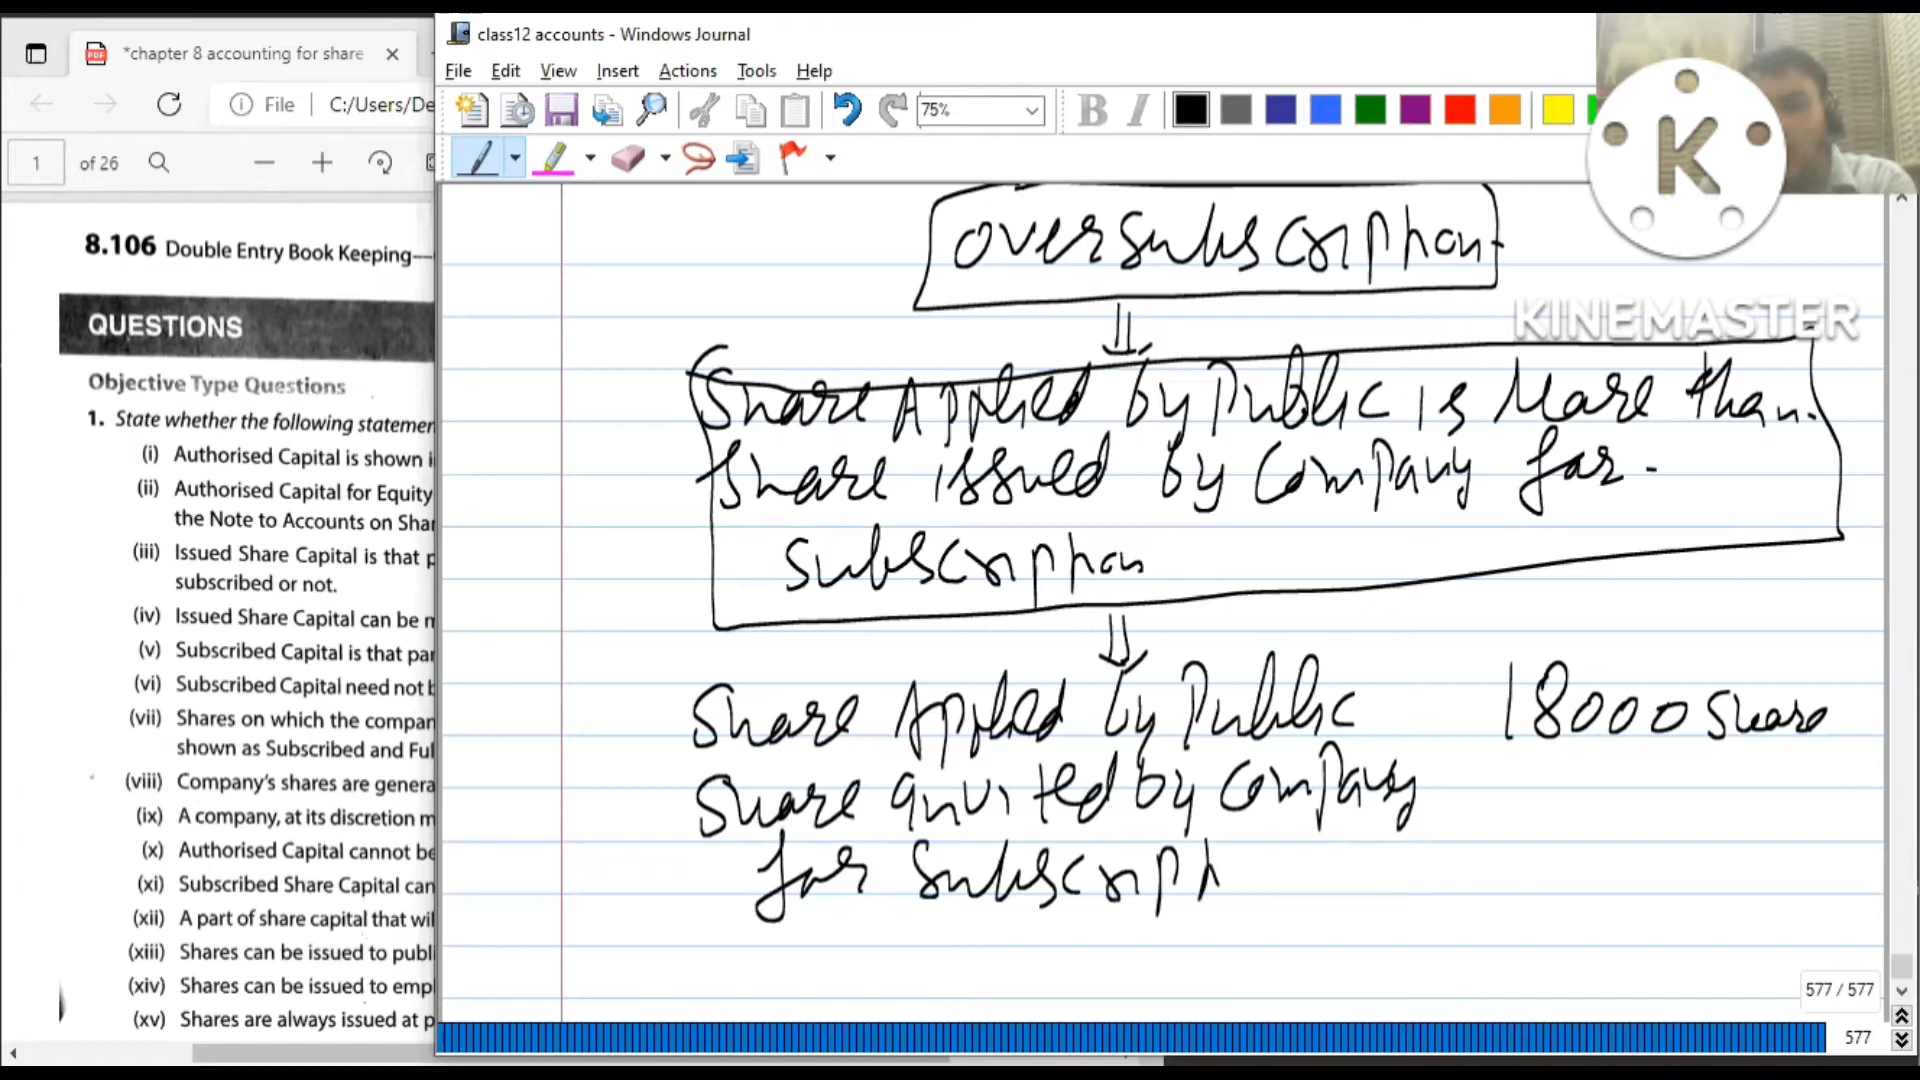 *chapter 8 accounting for share
File
C:/Users/De
1
of 26
8.106 Double Entry Book Keeping—
QUESTIONS
Objective Type Questions
1. State whether the following statemen
(i) Authorised Capital is shown i
(ii) Authorised Capital for Equity
the Note to Accounts on Shar
(iii) Issued Share Capital is that p
subscribed or not.
(iv) Issued Share Capital can be m
(v) Subscribed Capital is that par
(vi) Subscribed Capital need not b
(vii) Shares on which the compan
shown as Subscribed and Ful
(viii) Company's shares are genera
(ix) A company, at its discretion m
(x) Authorised Capital cannot be
(xi) Subscribed Share Capital can
(xii) A part of share capital that wil
(xiii) Shares can be issued to publi
(xiv) Shares can be issued to empl
(xv) Shares are always issued at p
class12 accounts - Windows Journal
File Edit View Insert Actions Tools Help
75%
B I
K
KINEMASTER
oversubscription
Share Applied by Public is More than
share issued by Company for
subscription
Share Applied by Public 18000 Share
Share invited by Company
for Subscript
577 / 577
577